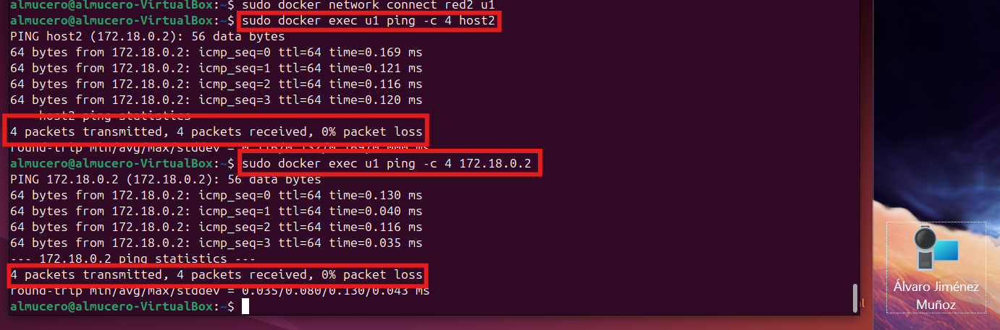 almucero@almucero-VirtualBox:~$ sudo docker network connect red2 u1
almucero@almucero-VirtualBox:~$ sudo docker exec u1 ping -c 4 host2
PING host2 (172.18.0.2): 56 data bytes
64 bytes from 172.18.0.2: icmp_seq=0 ttl=64 time=0.169 ms
64 bytes from 172.18.0.2: icmp_seq=1 ttl=64 time=0.121 ms
64 bytes from 172.18.0.2: icmp_seq=2 ttl=64 time=0.116 ms
64 bytes from 172.18.0.2: icmp_seq=3 ttl=64 time=0.120 ms
host2 ping statistics
4 packets transmitted, 4 packets received, 0% packet loss
round-trip min/avg/max/stddev = ms
almucero@almucero-VirtualBox:~$ sudo docker exec u1 ping -c 4 172.18.0.2
PING 172.18.0.2 (172.18.0.2): 56 data bytes
64 bytes from 172.18.0.2: icmp_seq=0 ttl=64 time=0.130 ms
64 bytes from 172.18.0.2: icmp_seq=1 ttl=64 time=0.040 ms
64 bytes from 172.18.0.2: icmp_seq=2 ttl=64 time=0.116 ms
64 bytes from 172.18.0.2: icmp_seq=3 ttl=64 time=0.035 ms
--- 172.18.0.2 ping statistics ---
4 packets transmitted, 4 packets received, 0% packet loss
round-trip min/avg/max/stddev = 0.035/0.080/0.130/0.043 ms
almucero@almucero-VirtualBox:~$
Álvaro Jiménez
Muñoz